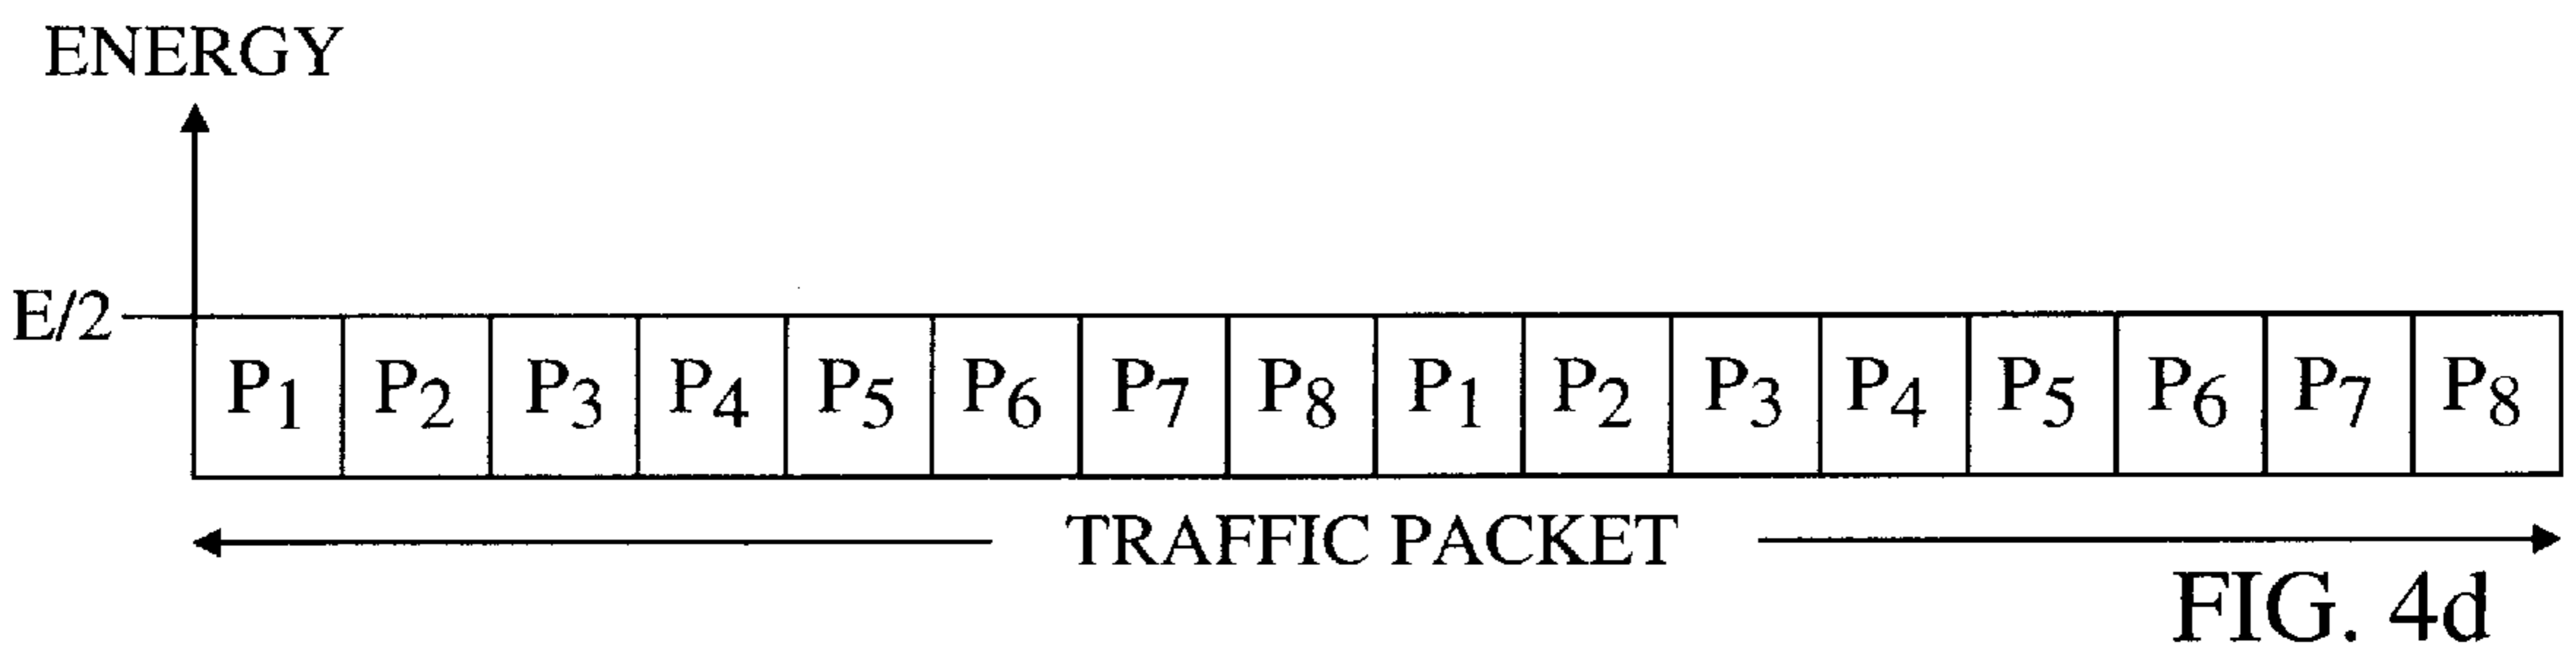 ENERGY
E/2
P1 P2 P3 P4 P5 P6 P7 P8 P1 P2 P3 P4 P5 P6 P7 P8
TRAFFIC PACKET
FIG. 4d